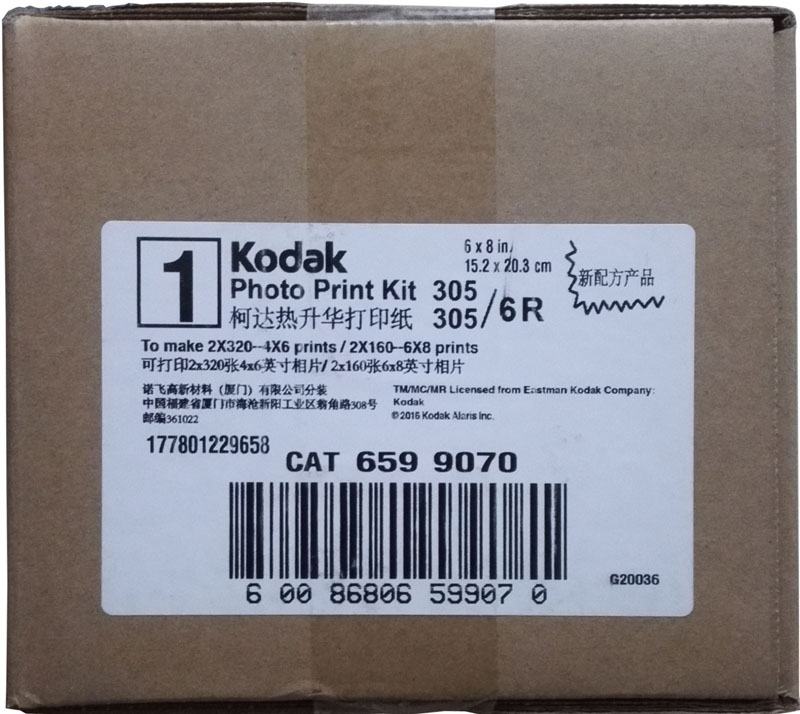 1
Kodak
Photo Print Kit 305
柯达热升华打印纸 305/6R
6 x 8 in/
15.2 x 20.3 cm
新配方产品
To make 2X320--4X6 prints / 2X160--6X8 prints
可打印2x320张4x6英寸相片/ 2x160张6x8英寸相片
诺飞高新材料（厦门）有限公司分装
中国福建省厦门市海沧新阳工业区翁角路308号
邮编361022
TM/MC/MR Licensed from Eastman Kodak Company:
Kodak
©2016 Kodak Alaris Inc.
177801229658
CAT 659 9070
6 00 86806 59907 0
G20036